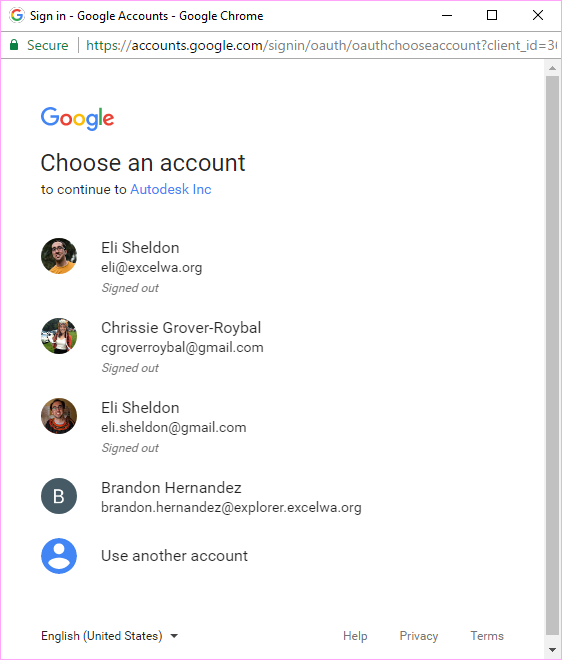 Sign in - Google Accounts - Google Chrome
Secure https://accounts.google.com/signin/oauth/oauthchooseaccount?client_id=
Google
Choose an account
to continue to Autodesk Inc
Eli Sheldon
eli@excelwa.org
Signed out
Chrissie Grover-Roybal
cgroverroybal@gmail.com
Signed out
Eli Sheldon
eli.sheldon@gmail.com
Signed out
B
Brandon Hernandez
brandon.hernandez@explorer.excelwa.org
Use another account
English (United States) Help Privacy Terms